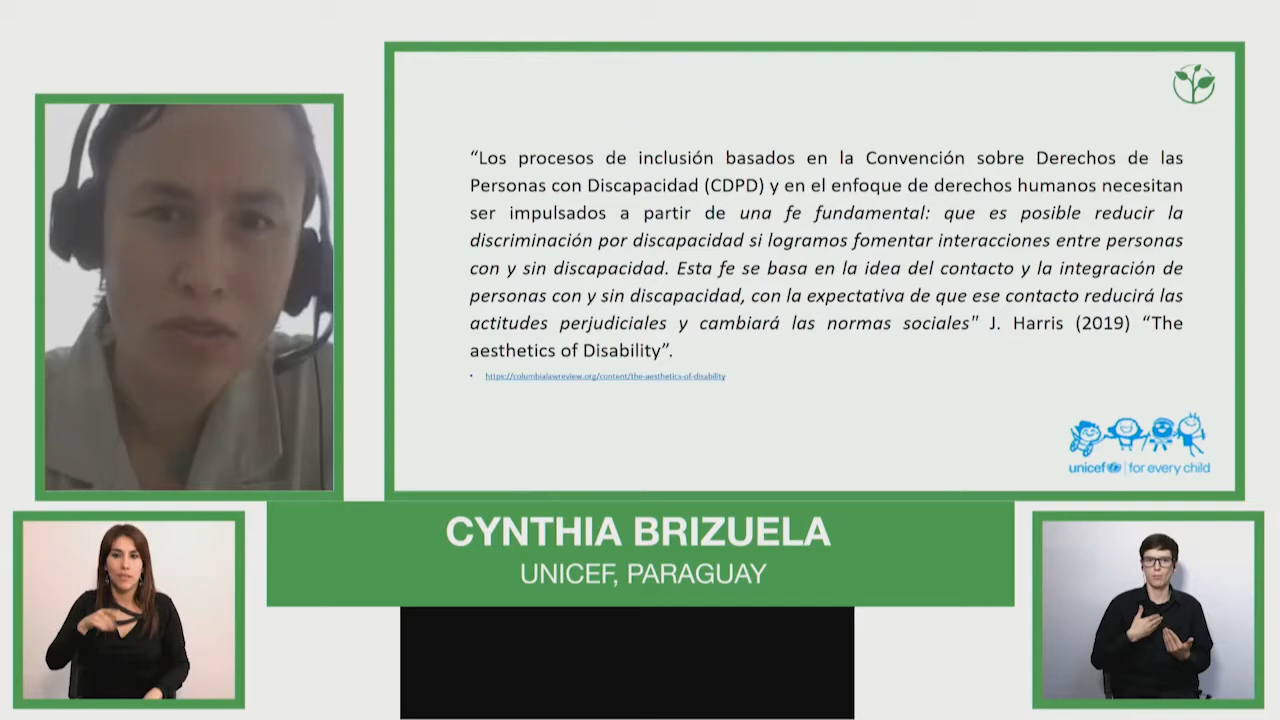 “Los procesos de inclusión basados en la Convención sobre Derechos de las
Personas con Discapacidad (CDPD) y en el enfoque de derechos humanos necesitan
ser impulsados a partir de una fe fundamental: que es posible reducir la
discriminación por discapacidad si logramos fomentar interacciones entre personas
con y sin discapacidad. Esta fe se basa en la idea del contacto y la integración de
personas con y sin discapacidad, con la expectativa de que ese contacto reducirá las
actitudes perjudiciales y cambiará las normas sociales" J. Harris (2019) “The
aesthetics of Disability”.
• https://columbialawreview.org/content/the-aesthetics-of-disability
unicef | for every child
CYNTHIA BRIZUELA
UNICEF, PARAGUAY